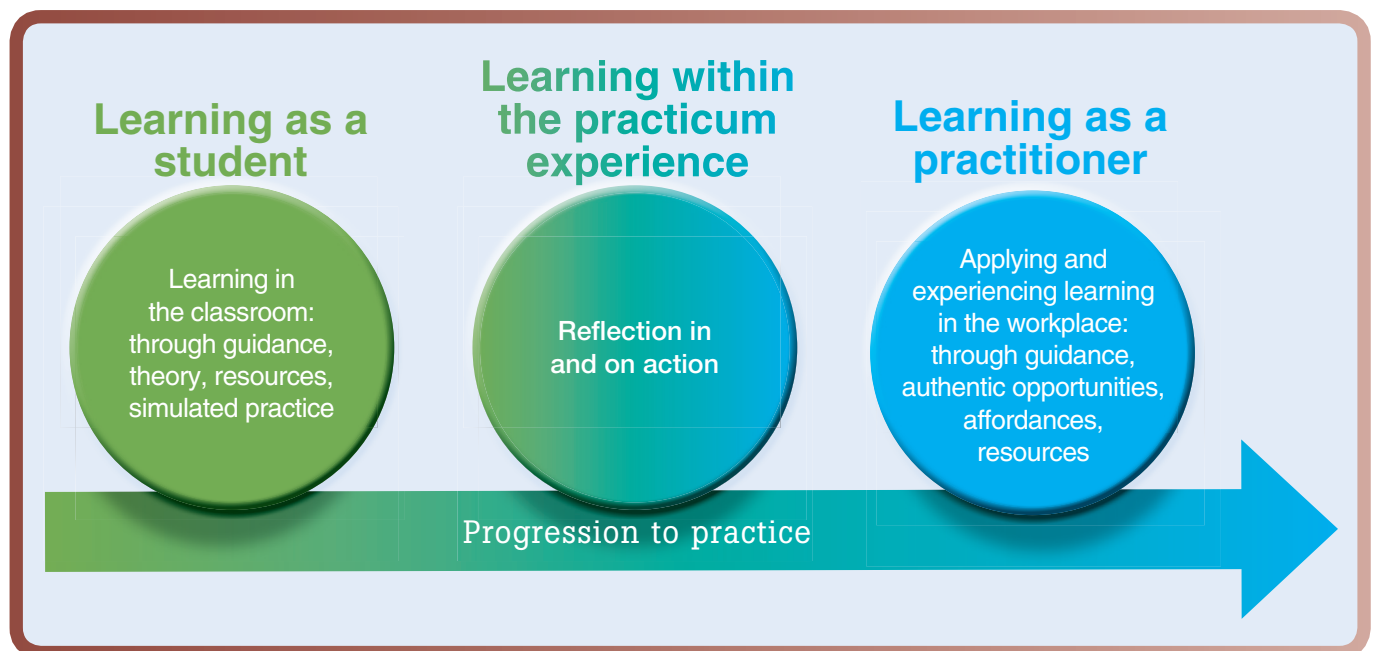 Learning as a
student
Learning in
the classroom:
through guidance,
theory, resources,
simulated practice
Learning within
the practicum
experience
Reflection in
and on action
Learning as a
practitioner
Applying and
experiencing learning
in the workplace:
through guidance,
authentic opportunities,
affordances,
resources
Progression to practice